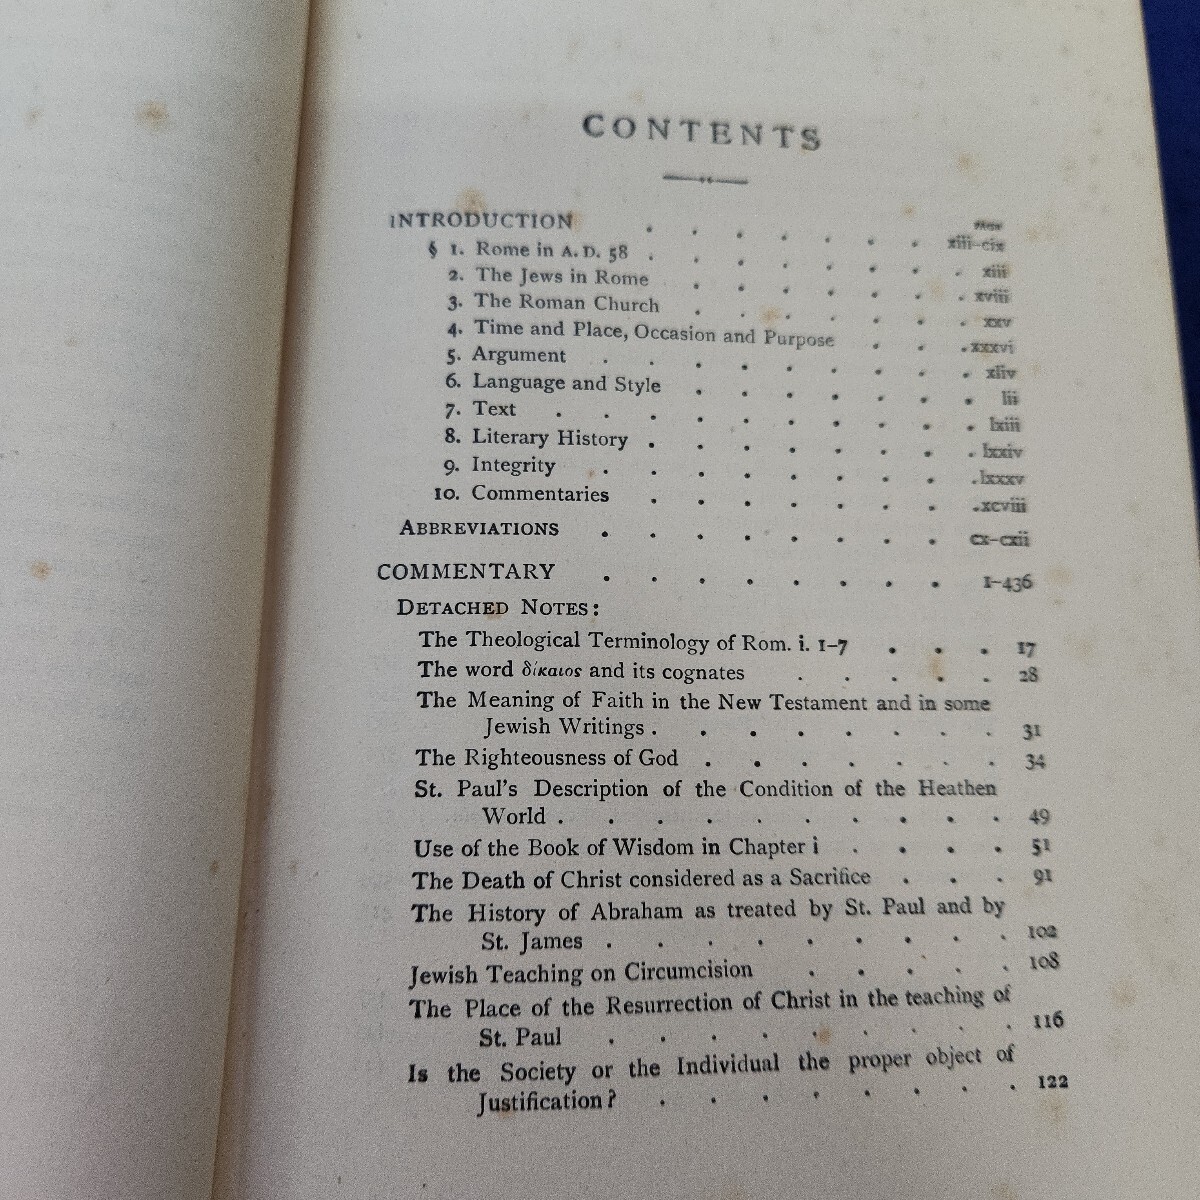 CONTENTS
PAGE
INTRODUCTION . . . . . . . xiii-cix
§ 1. Rome in A.D. 58 . . . . . . . xiii
2. The Jews in Rome . . . . . . . xviii
3. The Roman Church . . . . . . . xxv
4. Time and Place, Occasion and Purpose . . . xxxvi
5. Argument . . . . . . . . . xliv
6. Language and Style . . . . . . . lii
7. Text . . . . . . . . . . lxiii
8. Literary History . . . . . . . . lxxiv
9. Integrity . . . . . . . . . lxxxv
10. Commentaries . . . . . . . . xcviii
ABBREVIATIONS . . . . . . . . cx-cxii
COMMENTARY . . . . . . . . 1-436
DETACHED NOTES:
The Theological Terminology of Rom. i. 1-7 . . . 17
The word δίκαιος and its cognates . . . . . 28
The Meaning of Faith in the New Testament and in some
Jewish Writings . . . . . . . . 31
The Righteousness of God . . . . . . . 34
St. Paul's Description of the Condition of the Heathen
World . . . . . . . . . . 49
Use of the Book of Wisdom in Chapter i . . . . 51
The Death of Christ considered as a Sacrifice . . . 91
The History of Abraham as treated by St. Paul and by
St. James . . . . . . . . . 102
Jewish Teaching on Circumcision . . . . . 108
The Place of the Resurrection of Christ in the teaching of
St. Paul . . . . . . . . . 116
Is the Society or the Individual the proper object of
Justification? . . . . . . . . 122